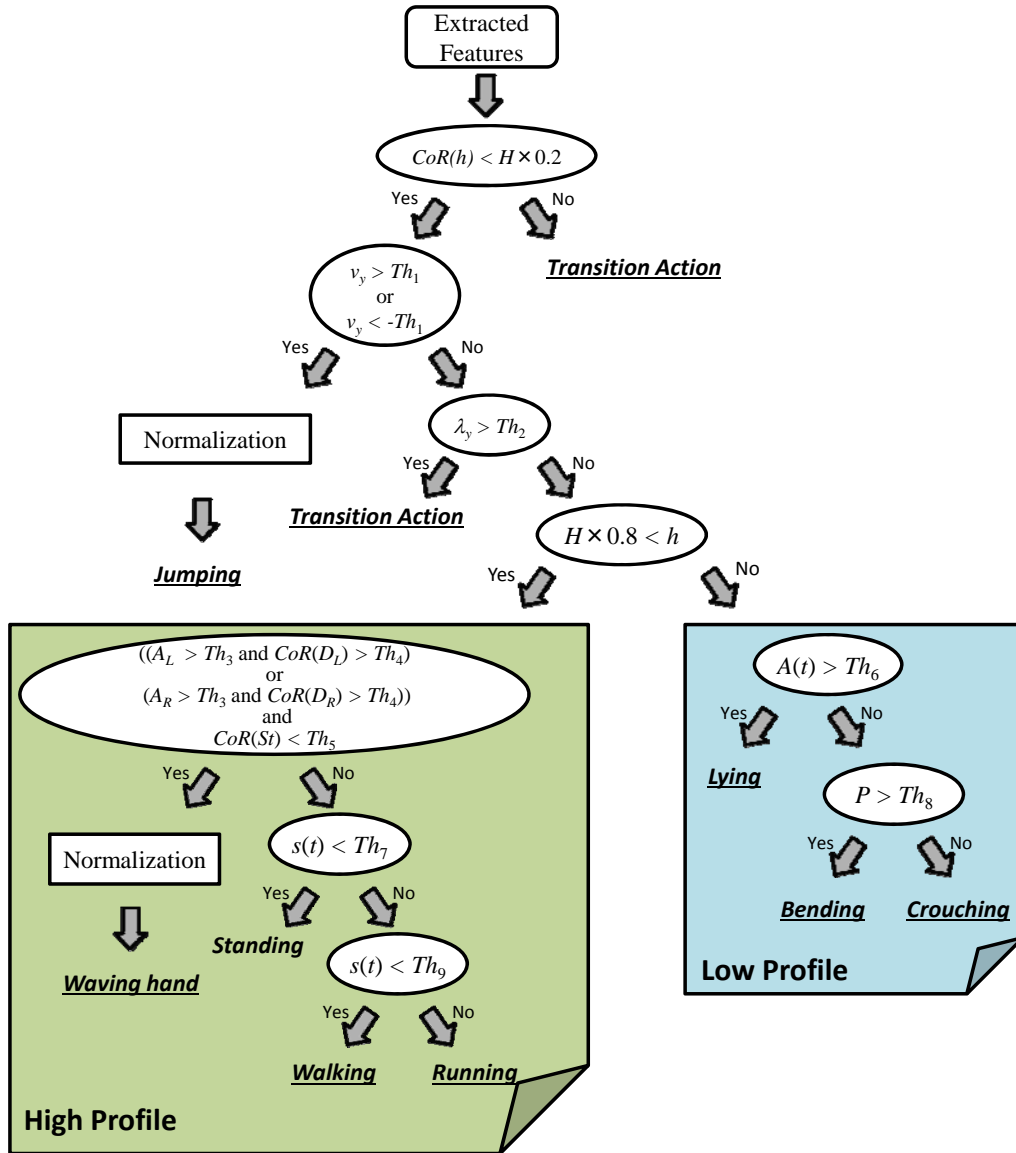 Extracted
Features
CoR(h) < H × 0.2
Yes
No
v_y > Th_1
or
v_y < -Th_1
Transition Action
Yes
No
Normalization
λ_y > Th_2
Yes
No
Transition Action
H × 0.8 < h
Jumping
Yes
No
((A_L > Th_3 and CoR(D_L) > Th_4)
or
(A_R > Th_3 and CoR(D_R) > Th_4))
and
CoR(St) < Th_5
Yes
No
Normalization
s(t) < Th_7
Yes
No
Standing
Waving hand
s(t) < Th_9
Yes
No
Walking
Running
High Profile
A(t) > Th_6
Yes
No
Lying
P > Th_8
Yes
No
Bending
Crouching
Low Profile